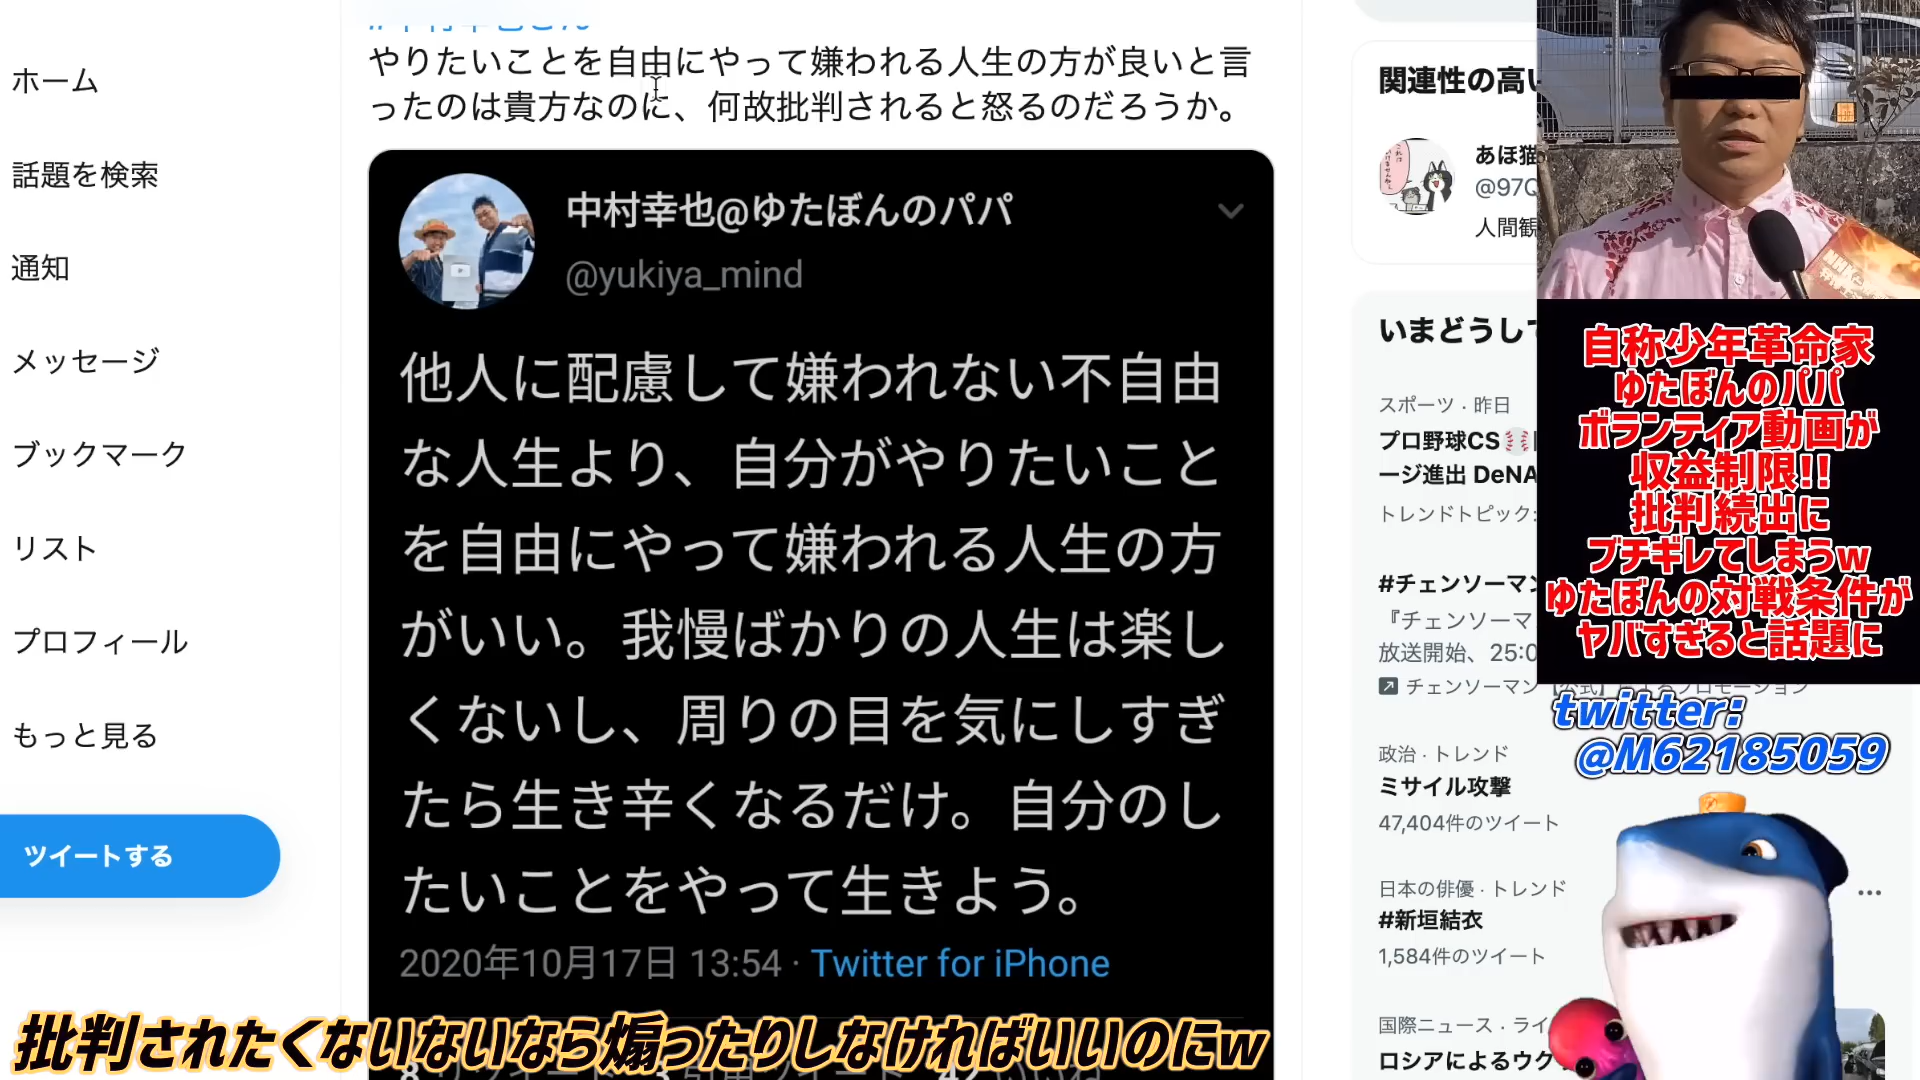 ホーム
話題を検索
通知
メッセージ
ブックマーク
リスト
プロフィール
もっと見る
ツイートする
やりたいことを自由にやって嫌われる人生の方が良いと言
ったのは貴方なのに、何故批判されると怒るのだろうか。
中村幸也@ゆたぼんのパパ
@yukiya_mind
他人に配慮して嫌われない不自由
な人生より、自分がやりたいこと
を自由にやって嫌われる人生の方
がいい。我慢ばかりの人生は楽し
くないし、周りの目を気にしすぎ
たら生き辛くなるだけ。自分のし
たいことをやって生きよう。
2020年10月17日 13:54 · Twitter for iPhone
批判されたくないないなら煽ったりしなければいいのにw
関連性の高い
あほ猫
@97Q
人間観
いまどうして
スポーツ · 昨日
プロ野球CS
ージ進出 DeNA
トレンドトピック:
#チェンソーマン
『チェンソーマ
放送開始、25:0
チェンソーマン【公式】によるプロモーション
政治 · トレンド
ミサイル攻撃
47,404件のツイート
日本の俳優 · トレンド
#新垣結衣
1,584件のツイート
国際ニュース · ライ
ロシアによるウク
自称少年革命家
ゆたぼんのパパ
ボランティア動画が
収益制限!!
批判続出に
ブチギレてしまうw
ゆたぼんの対戦条件が
ヤバすぎると話題に
twitter:
@M62185059